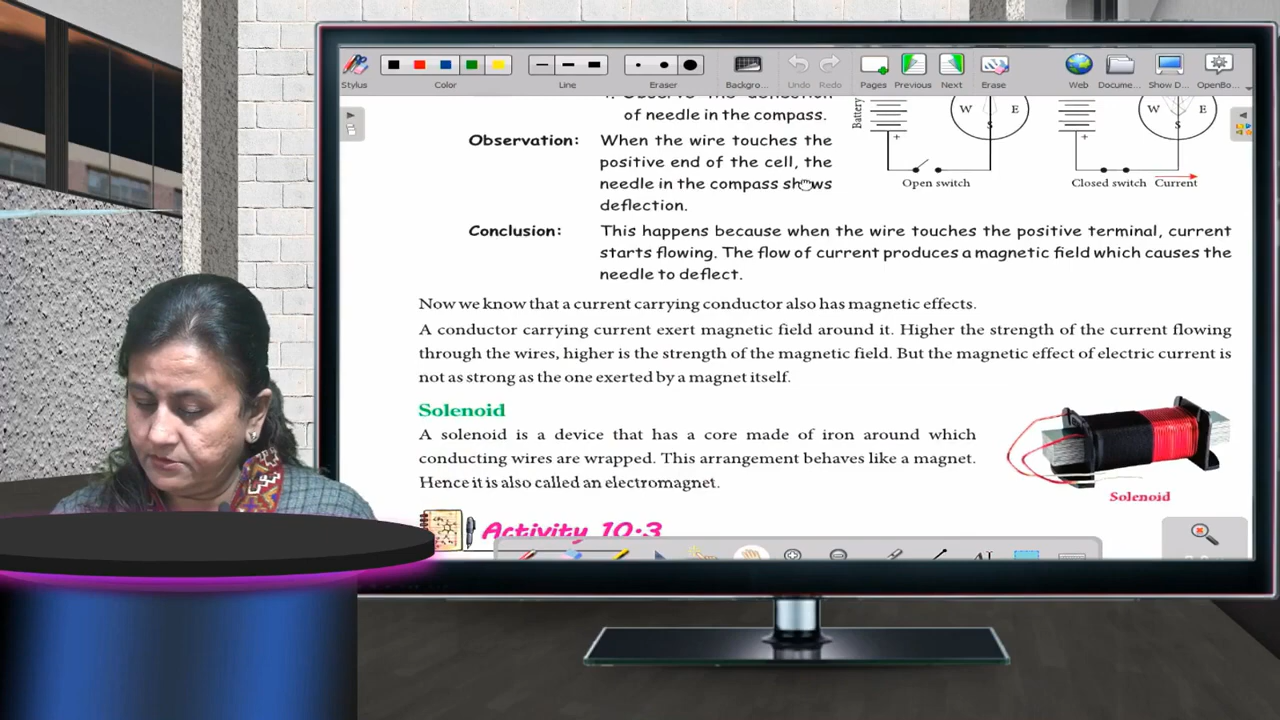 Stylus
Color
Line
Eraser
Backgro...
Undo
Redo
Pages
Previous
Next
Erase
Web
Docume...
Show D...
OpenBo...
of needle in the compass.
Observation: When the wire touches the
positive end of the cell, the
needle in the compass shows
deflection.
Battery
W E
S
+
Open switch
W E
S
+
Closed switch Current
Conclusion: This happens because when the wire touches the positive terminal, current
starts flowing. The flow of current produces a magnetic field which causes the
needle to deflect.
Now we know that a current carrying conductor also has magnetic effects.
A conductor carrying current exert magnetic field around it. Higher the strength of the current flowing
through the wires, higher is the strength of the magnetic field. But the magnetic effect of electric current is
not as strong as the one exerted by a magnet itself.
Solenoid
A solenoid is a device that has a core made of iron around which
conducting wires are wrapped. This arrangement behaves like a magnet.
Hence it is also called an electromagnet.
Solenoid
Activity 10.3